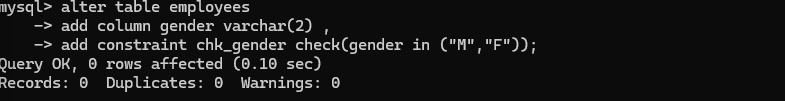 mysql> alter table employees
    -> add column gender varchar(2) ,
    -> add constraint chk_gender check(gender in ("M","F"));
Query OK, 0 rows affected (0.10 sec)
Records: 0  Duplicates: 0  Warnings: 0